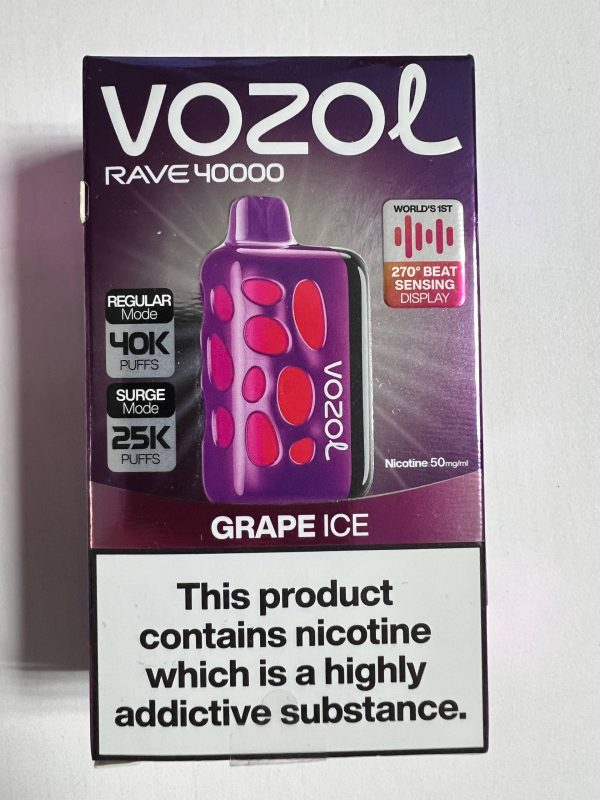 VOZOL
RAVE 40000
WORLD'S 1ST
270° BEAT
SENSING
DISPLAY
REGULAR
Mode
40K
PUFFS
SURGE
Mode
25K
PUFFS
VOZOL
Nicotine 50mg/ml
GRAPE ICE
This product
contains nicotine
which is a highly
addictive substance.